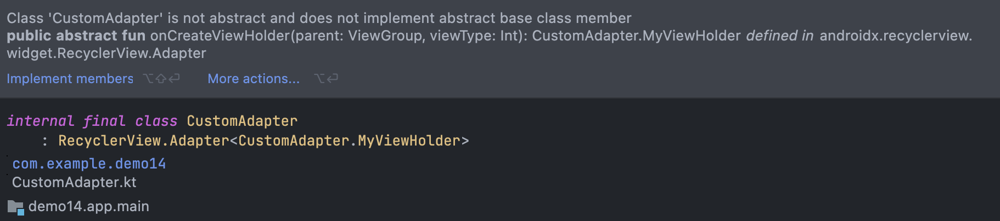 Class 'CustomAdapter' is not abstract and does not implement abstract base class member
public abstract fun onCreateViewHolder(parent: ViewGroup, viewType: Int): CustomAdapter.MyViewHolder defined in androidx.recyclerview.
widget.RecyclerView.Adapter
Implement members ⌥⇧⏎ More actions... ⌥⏎
internal final class CustomAdapter
: RecyclerView.Adapter<CustomAdapter.MyViewHolder>
com.example.demo14
CustomAdapter.kt
demo14.app.main